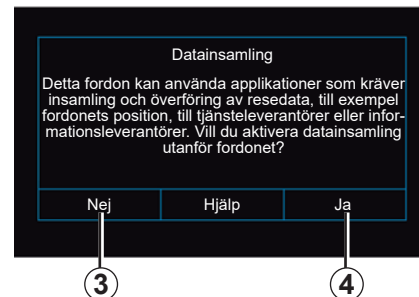 Datainsamling
Detta fordon kan använda applikationer som kräver
insamling och överföring av resedata, till exempel
fordonets position, till tjänsteleverantörer eller infor-
mationsleverantörer. Vill du aktivera datainsamling
utanför fordonet?
Nej Hjälp Ja
3 4